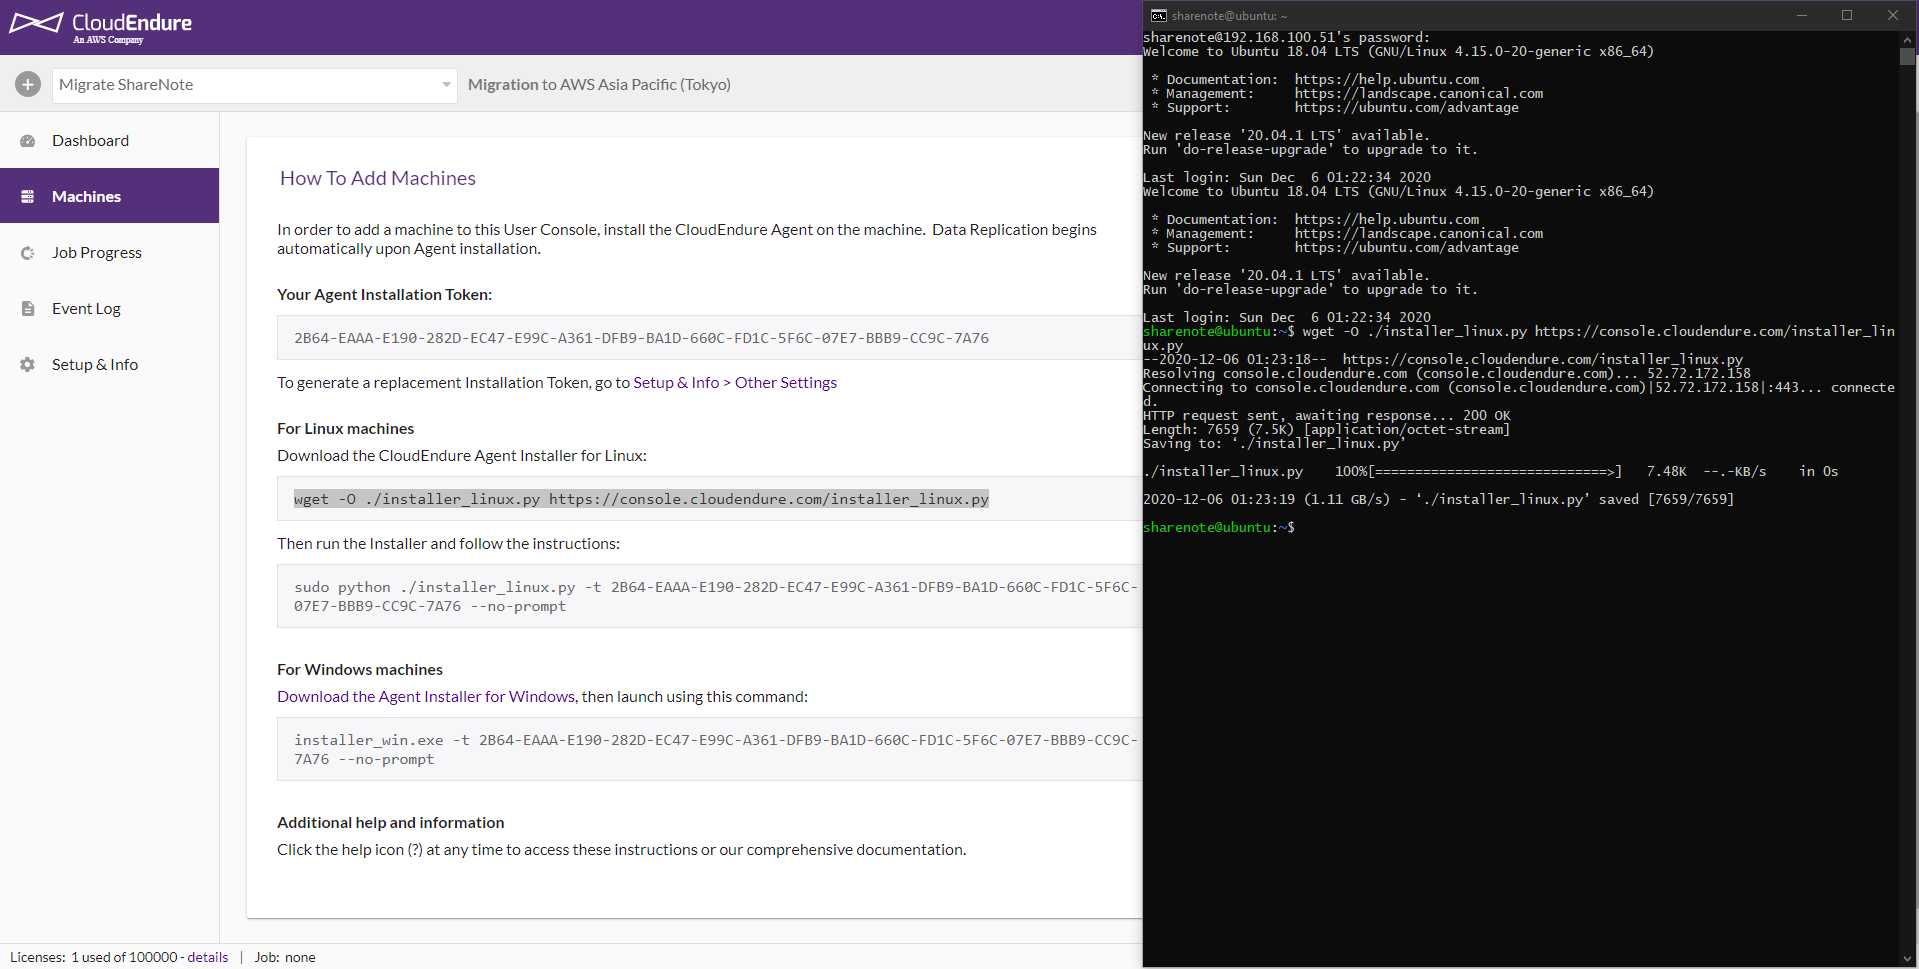 CloudEndure
An AWS Company
Migrate ShareNote
Migration to AWS Asia Pacific (Tokyo)
Dashboard
Machines
Job Progress
Event Log
Setup & Info
How To Add Machines
In order to add a machine to this User Console, install the CloudEndure Agent on the machine. Data Replication begins
automatically upon Agent installation.
Your Agent Installation Token:
2B64-EAAA-E190-282D-EC47-E99C-A361-DFB9-BA1D-660C-FD1C-5F6C-07E7-BBB9-CC9C-7A76
To generate a replacement Installation Token, go to Setup & Info > Other Settings
For Linux machines
Download the CloudEndure Agent Installer for Linux:
wget -O ./installer_linux.py https://console.cloudendure.com/installer_linux.py
Then run the Installer and follow the instructions:
sudo python ./installer_linux.py -t 2B64-EAAA-E190-282D-EC47-E99C-A361-DFB9-BA1D-660C-FD1C-5F6C-
07E7-BBB9-CC9C-7A76 --no-prompt
For Windows machines
Download the Agent Installer for Windows, then launch using this command:
installer_win.exe -t 2B64-EAAA-E190-282D-EC47-E99C-A361-DFB9-BA1D-660C-FD1C-5F6C-07E7-BBB9-CC9C-
7A76 --no-prompt
Additional help and information
Click the help icon (?) at any time to access these instructions or our comprehensive documentation.
Licenses: 1 used of 100000 - details | Job: none
sharenote@ubuntu: ~
sharenote@192.168.100.51's password:
Welcome to Ubuntu 18.04 LTS (GNU/Linux 4.15.0-20-generic x86_64)
* Documentation: https://help.ubuntu.com
* Management: https://landscape.canonical.com
* Support: https://ubuntu.com/advantage
New release '20.04.1 LTS' available.
Run 'do-release-upgrade' to upgrade to it.
Last login: Sun Dec 6 01:22:34 2020
Welcome to Ubuntu 18.04 LTS (GNU/Linux 4.15.0-20-generic x86_64)
* Documentation: https://help.ubuntu.com
* Management: https://landscape.canonical.com
* Support: https://ubuntu.com/advantage
New release '20.04.1 LTS' available.
Run 'do-release-upgrade' to upgrade to it.
Last login: Sun Dec 6 01:22:34 2020
sharenote@ubuntu:~$ wget -O ./installer_linux.py https://console.cloudendure.com/installer_lin
ux.py
--2020-12-06 01:23:18-- https://console.cloudendure.com/installer_linux.py
Resolving console.cloudendure.com (console.cloudendure.com)... 52.72.172.158
Connecting to console.cloudendure.com (console.cloudendure.com)|52.72.172.158|:443... connecte
d.
HTTP request sent, awaiting response... 200 OK
Length: 7659 (7.5K) [application/octet-stream]
Saving to: ‘./installer_linux.py’
./installer_linux.py 100%[=============================>] 7.48K --.-KB/s in 0s
2020-12-06 01:23:19 (1.11 GB/s) - ‘./installer_linux.py’ saved [7659/7659]
sharenote@ubuntu:~$